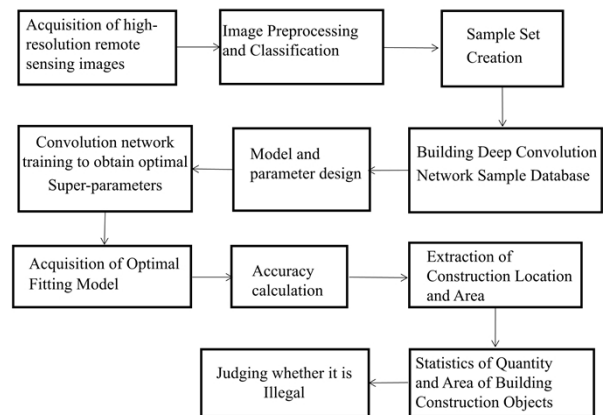 Acquisition of high-
resolution remote
sensing images
Image Preprocessing
and Classification
Sample Set
Creation
Building Deep Convolution
Network Sample Database
Model and
parameter design
Convolution network
training to obtain optimal
Super-parameters
Acquisition of Optimal
Fitting Model
Accuracy
calculation
Extraction of
Construction Location
and Area
Statistics of Quantity
and Area of Building
Construction Objects
Judging whether it is
Illegal